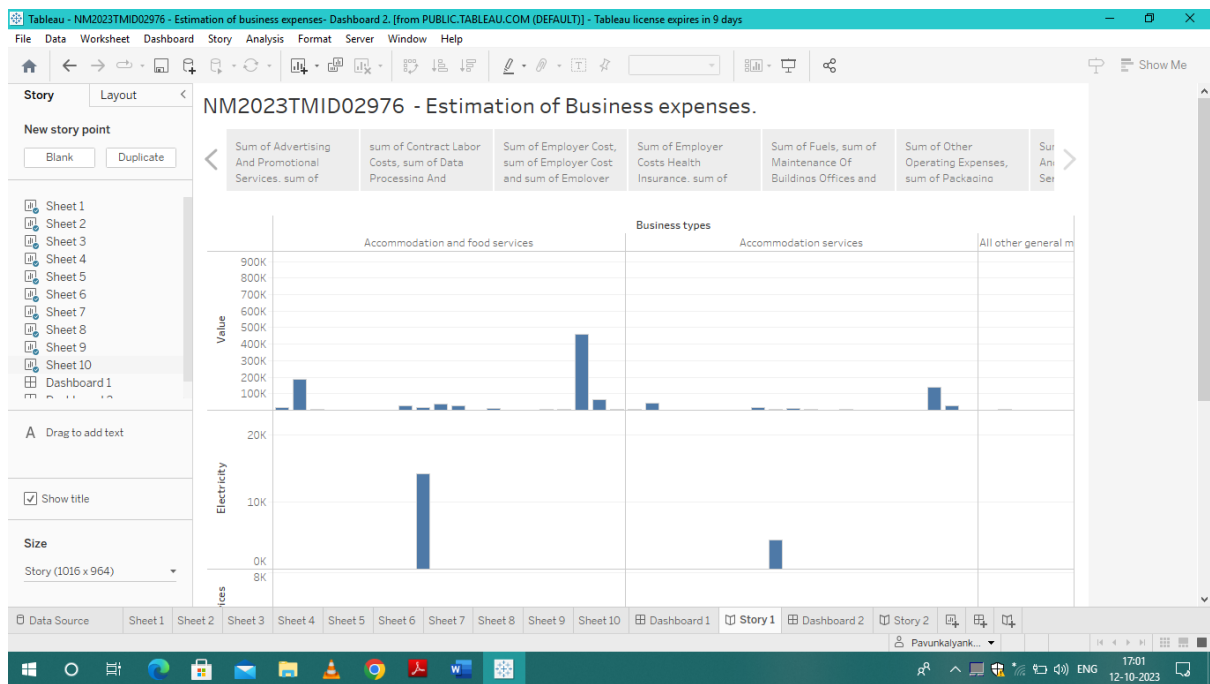 Tableau - NM2023TMID02976 - Estimation of business expenses- Dashboard 2. [from PUBLIC.TABLEAU.COM (DEFAULT)] - Tableau license expires in 9 days
File Data Worksheet Dashboard Story Analysis Format Server Window Help
Show Me
Story Layout
New story point
Blank Duplicate
Sheet 1
Sheet 2
Sheet 3
Sheet 4
Sheet 5
Sheet 6
Sheet 7
Sheet 8
Sheet 9
Sheet 10
Dashboard 1
A Drag to add text
Show title
Size
Story (1016 x 964)
NM2023TMID02976 - Estimation of Business expenses.
Sum of Advertising
And Promotional
Services, sum of
sum of Contract Labor
Costs, sum of Data
Processing And
Sum of Employer Cost,
sum of Employer Cost
and sum of Employer
Sum of Employer
Costs Health
Insurance, sum of
Sum of Fuels, sum of
Maintenance Of
Buildings Offices and
Sum of Other
Operating Expenses,
sum of Packaging
Business types
Accommodation and food services Accommodation services All other general m
Value
900K
800K
700K
600K
500K
400K
300K
200K
100K
Electricity
20K
10K
0K
8K
Data Source Sheet 1 Sheet 2 Sheet 3 Sheet 4 Sheet 5 Sheet 6 Sheet 7 Sheet 8 Sheet 9 Sheet 10 Dashboard 1 Story 1 Dashboard 2 Story 2
Pavunkalyank...
ENG 17:01
12-10-2023